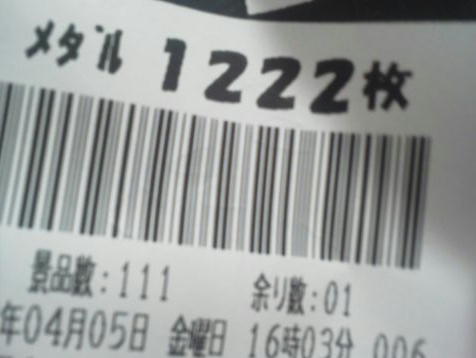 メダル 1222枚
景品数:111 余り数:01
年04月05日 金曜日 16時03分 006